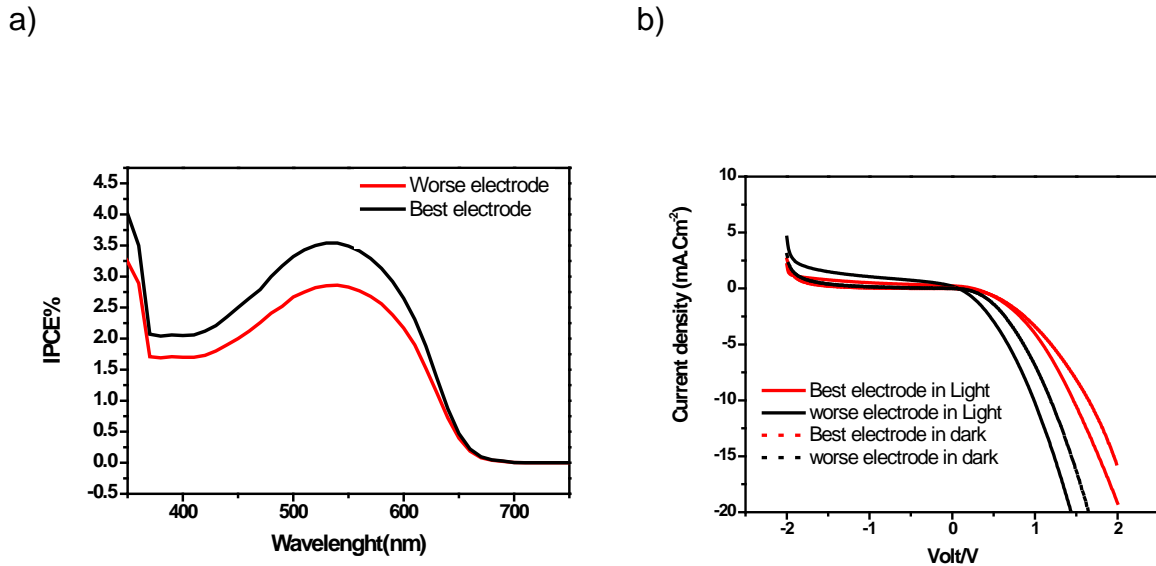 a)
b)
4.5
4.0
3.5
3.0
2.5
2.0
1.5
1.0
0.5
0.0
-0.5
IPCE%
Worse electrode
Best electrode
400
500
600
700
Wavelenght(nm)
10
5
0
-5
-10
-15
-20
Current density (mA.Cm-2)
Best electrode in Light
worse electrode in Light
Best electrode in dark
worse electrode in dark
-2
-1
0
1
2
Volt/V